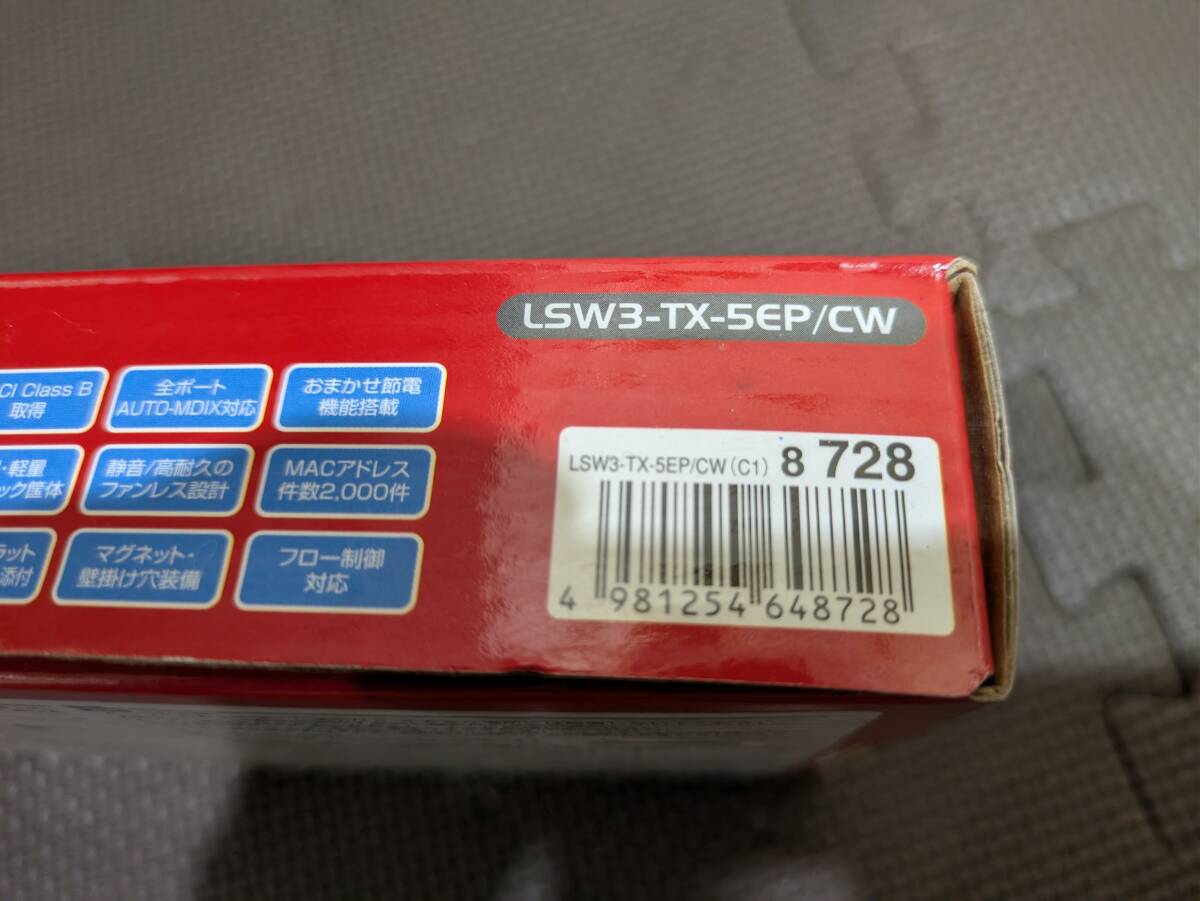 LSW3-TX-5EP/CW
CI Class B
取得
全ポート
AUTO-MDIX対応
おまかせ節電
機能搭載
・軽量
ック筐体
静音/高耐久の
ファンレス設計
MACアドレス
件数2,000件
ラット
添付
マグネット・
壁掛け穴装備
フロー制御
対応
LSW3-TX-5EP/CW(C1) 8 728
4 981254 648728